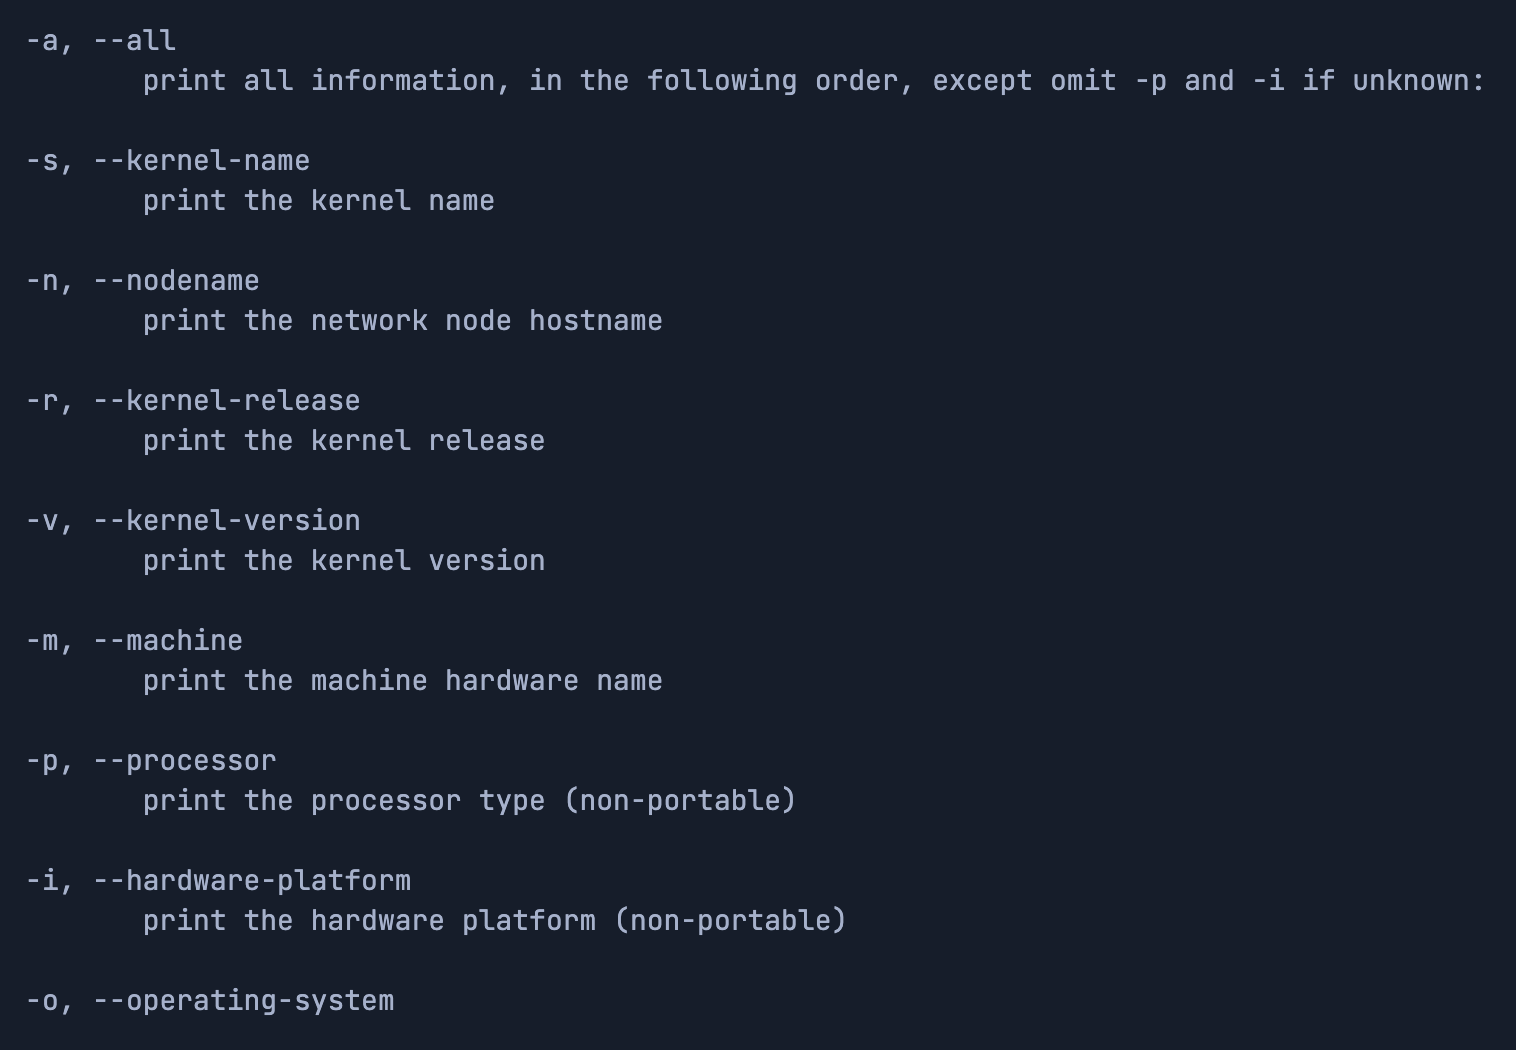 -a, --all
print all information, in the following order, except omit -p and -i if unknown:
-s, --kernel-name
print the kernel name
-n, --nodename
print the network node hostname
-r, --kernel-release
print the kernel release
-v, --kernel-version
print the kernel version
-m, --machine
print the machine hardware name
-p, --processor
print the processor type (non-portable)
-i, --hardware-platform
print the hardware platform (non-portable)
-o, --operating-system